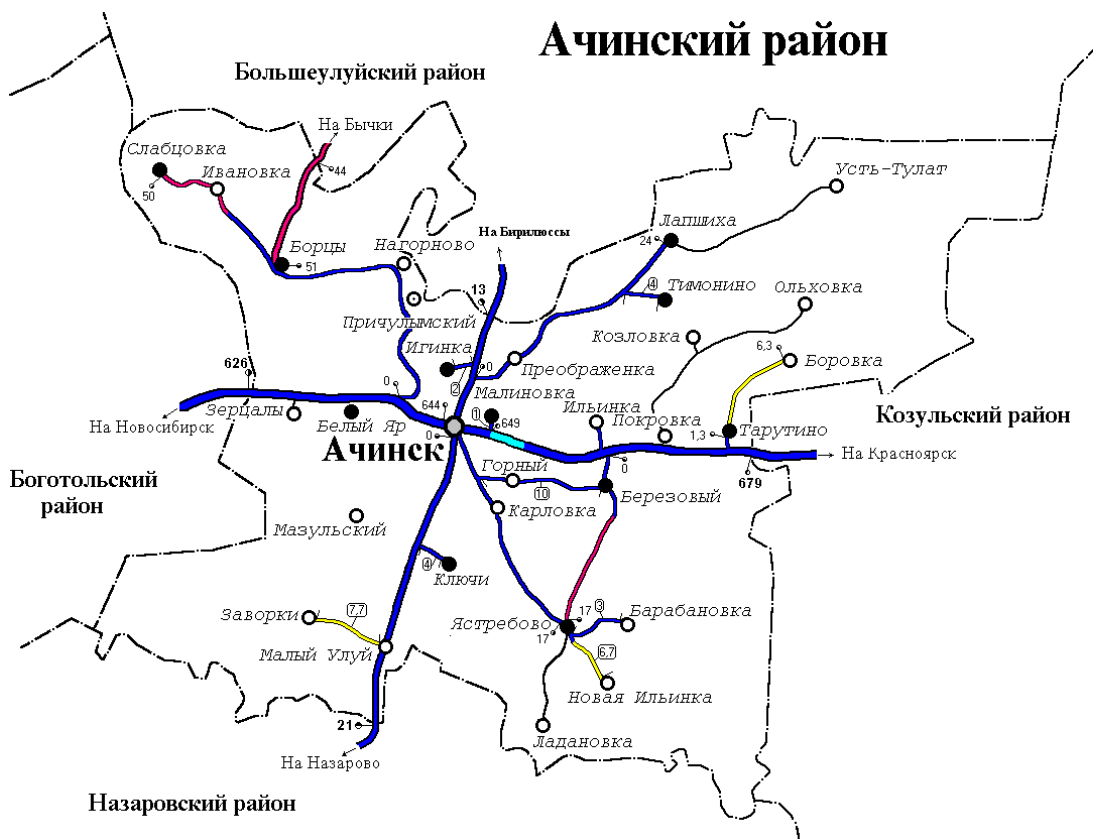 Ачинский район
Большеулуйский район
На Бычки
Слабцовка
Ивановка
44
50
Усть-Тулат
Лапшиха
На Бирилюссы
24
Борцы
51
Нагорново
13
4
Тимонино
Ольховка
Причулымский
Козловка
Игинка
6,3
Боровка
626
0
2
0
Преображенка
Малиновка
644
1
649
Ильинка
Покровка
Козульский район
Зерцалы
На Новосибирск
Белый Яр
1,3
Тарутино
0
Ачинск
На Красноярск
Горный
0
679
Боготольский
район
10
Березовый
Карловка
Мазульский
4
Ключи
Заворки
7,7
Ястребово
17
3
Барабановка
17
Малый Улуй
6,7
Новая Ильинка
21
Ладановка
На Назарово
Назаровский район